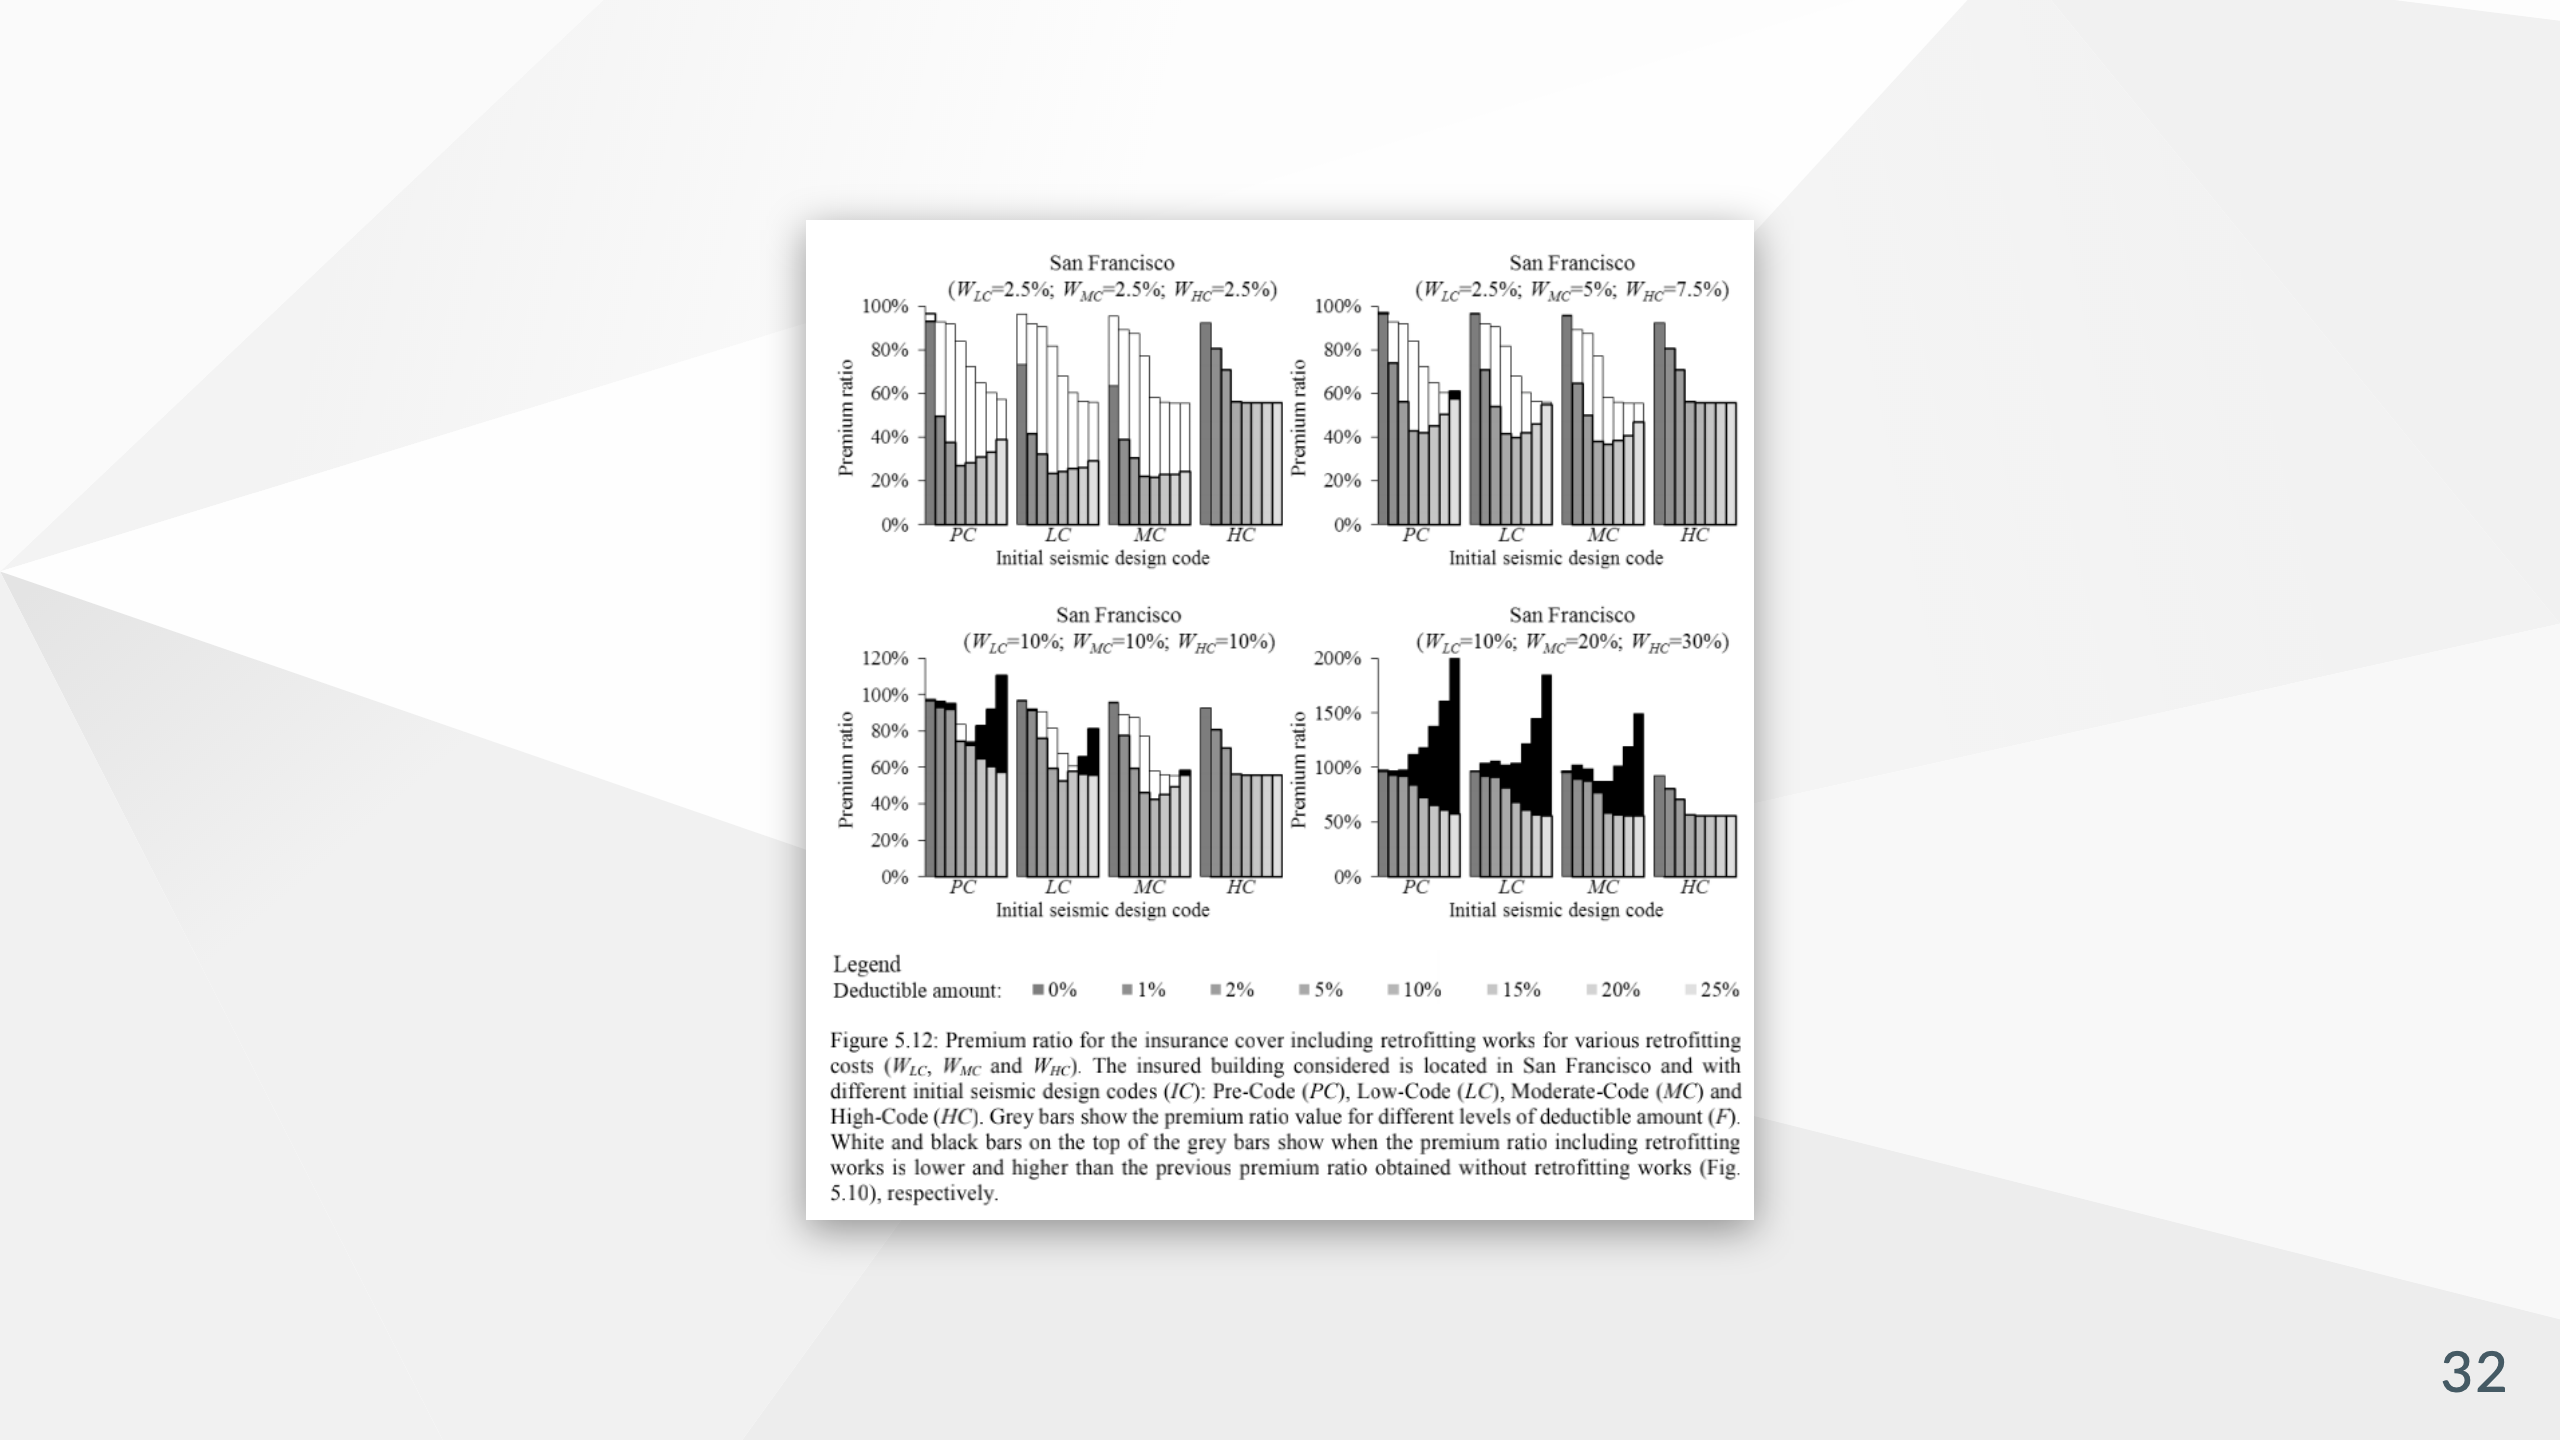 San Francisco
(WLC=2.5%; WMC=2.5%; WHC=2.5%)
100%
80%
60%
40%
20%
0%
Premium ratio
PC LC MC HC
Initial seismic design code
San Francisco
(WLC=2.5%; WMC=5%; WHC=7.5%)
100%
80%
60%
40%
20%
0%
Premium ratio
PC LC MC HC
Initial seismic design code
San Francisco
(WLC=10%; WMC=10%; WHC=10%)
120%
100%
80%
60%
40%
20%
0%
Premium ratio
PC LC MC HC
Initial seismic design code
San Francisco
(WLC=10%; WMC=20%; WHC=30%)
200%
150%
100%
50%
0%
Premium ratio
PC LC MC HC
Initial seismic design code
Legend
Deductible amount: 0% 1% 2% 5% 10% 15% 20% 25%
Figure 5.12: Premium ratio for the insurance cover including retrofitting works for various retrofitting
costs (WLC, WMC and WHC). The insured building considered is located in San Francisco and with
different initial seismic design codes (IC): Pre-Code (PC), Low-Code (LC), Moderate-Code (MC) and
High-Code (HC). Grey bars show the premium ratio value for different levels of deductible amount (F).
White and black bars on the top of the grey bars show when the premium ratio including retrofitting
works is lower and higher than the previous premium ratio obtained without retrofitting works (Fig.
5.10), respectively.
32